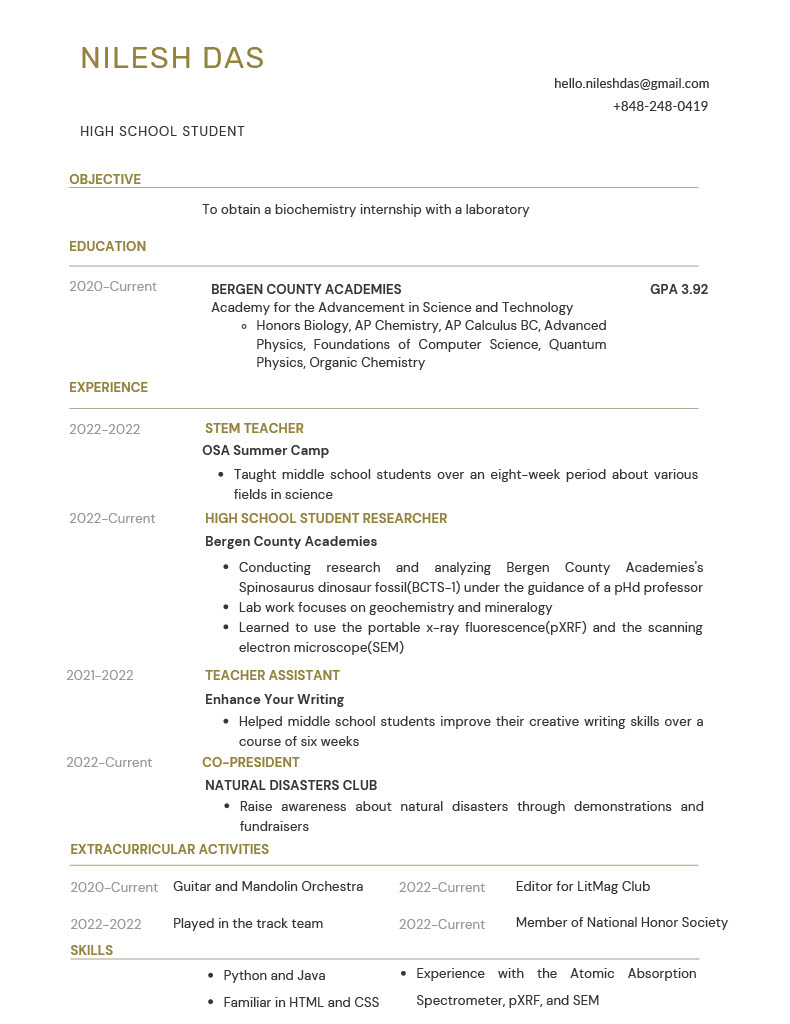 NILESH DAS
hello.nileshdas@gmail.com
+848-248-0419
HIGH SCHOOL STUDENT
OBJECTIVE
To obtain a biochemistry internship with a laboratory
EDUCATION
2020-Current BERGEN COUNTY ACADEMIES GPA 3.92
Academy for the Advancement in Science and Technology
Honors Biology, AP Chemistry, AP Calculus BC, Advanced
Physics, Foundations of Computer Science, Quantum
Physics, Organic Chemistry
EXPERIENCE
2022-2022 STEM TEACHER
OSA Summer Camp
• Taught middle school students over an eight-week period about various
fields in science
2022-Current HIGH SCHOOL STUDENT RESEARCHER
Bergen County Academies
• Conducting research and analyzing Bergen County Academies's
Spinosaurus dinosaur fossil(BCTS-1) under the guidance of a pHd professor
• Lab work focuses on geochemistry and mineralogy
• Learned to use the portable x-ray fluorescence(pXRF) and the scanning
electron microscope(SEM)
2021-2022 TEACHER ASSISTANT
Enhance Your Writing
• Helped middle school students improve their creative writing skills over a
course of six weeks
2022-Current CO-PRESIDENT
NATURAL DISASTERS CLUB
• Raise awareness about natural disasters through demonstrations and
fundraisers
EXTRACURRICULAR ACTIVITIES
2020-Current Guitar and Mandolin Orchestra 2022-Current Editor for LitMag Club
2022-2022 Played in the track team 2022-Current Member of National Honor Society
SKILLS
• Python and Java
• Familiar in HTML and CSS
• Experience with the Atomic Absorption
Spectrometer, pXRF, and SEM